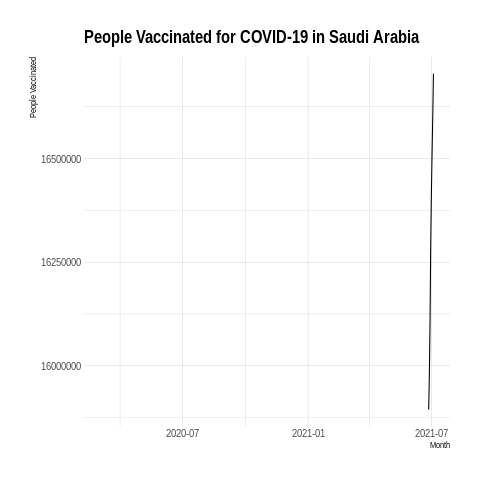 People Vaccinated for COVID-19 in Saudi Arabia
People Vaccinated
16500000
16250000
16000000
2020-07
2021-01
2021-07
Month